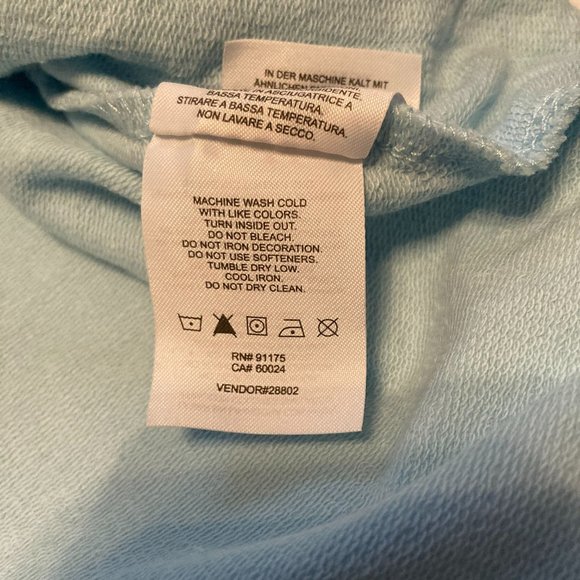 IN DER MASCHINE KALT MIT
ÄHNLICHEN
ASCIUGATRICE A
BASSA TEMPERATURA.
STIRARE A BASSA TEMPERATURA.
NON LAVARE A SECCO.
MACHINE WASH COLD
WITH LIKE COLORS.
TURN INSIDE OUT.
DO NOT BLEACH.
DO NOT IRON DECORATION.
DO NOT USE SOFTENERS.
TUMBLE DRY LOW.
COOL IRON.
DO NOT DRY CLEAN.
RN# 91175
CA# 60024
VENDOR#28802